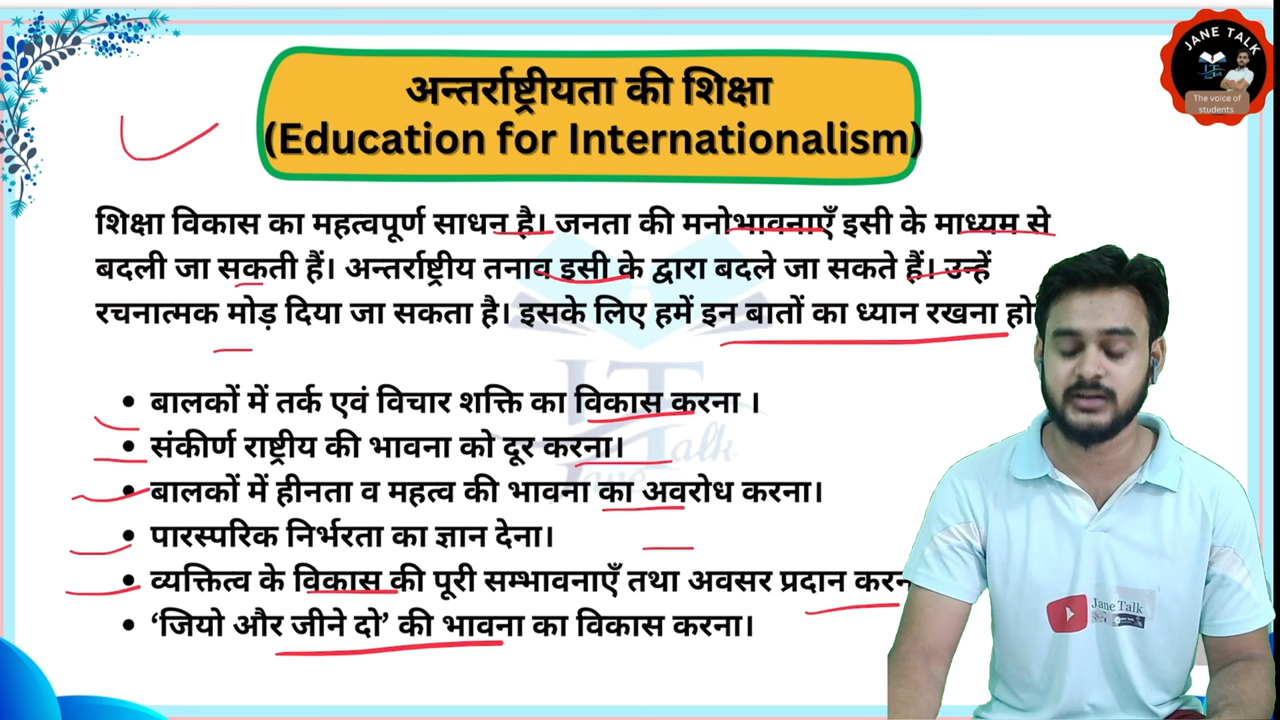 अन्तर्राष्ट्रीयता की शिक्षा
(Education for Internationalism)
JANE TALK
The voice of
students
शिक्षा विकास का महत्वपूर्ण साधन है। जनता की मनोभावनाएँ इसी के माध्यम से
बदली जा सकती हैं। अन्तर्राष्ट्रीय तनाव इसी के द्वारा बदले जा सकते हैं। उन्हें
रचनात्मक मोड़ दिया जा सकता है। इसके लिए हमें इन बातों का ध्यान रखना
• बालकों में तर्क एवं विचार शक्ति का विकास करना ।
• संकीर्ण राष्ट्रीय की भावना को दूर करना।
• बालकों में हीनता व महत्व की भावना का अवरोध करना।
• पारस्परिक निर्भरता का ज्ञान देना।
• व्यक्तित्व के विकास की पूरी सम्भावनाएँ तथा अवसर प्रदान
• ‘जियो और जीने दो’ की भावना का विकास करना।
Jane Talk